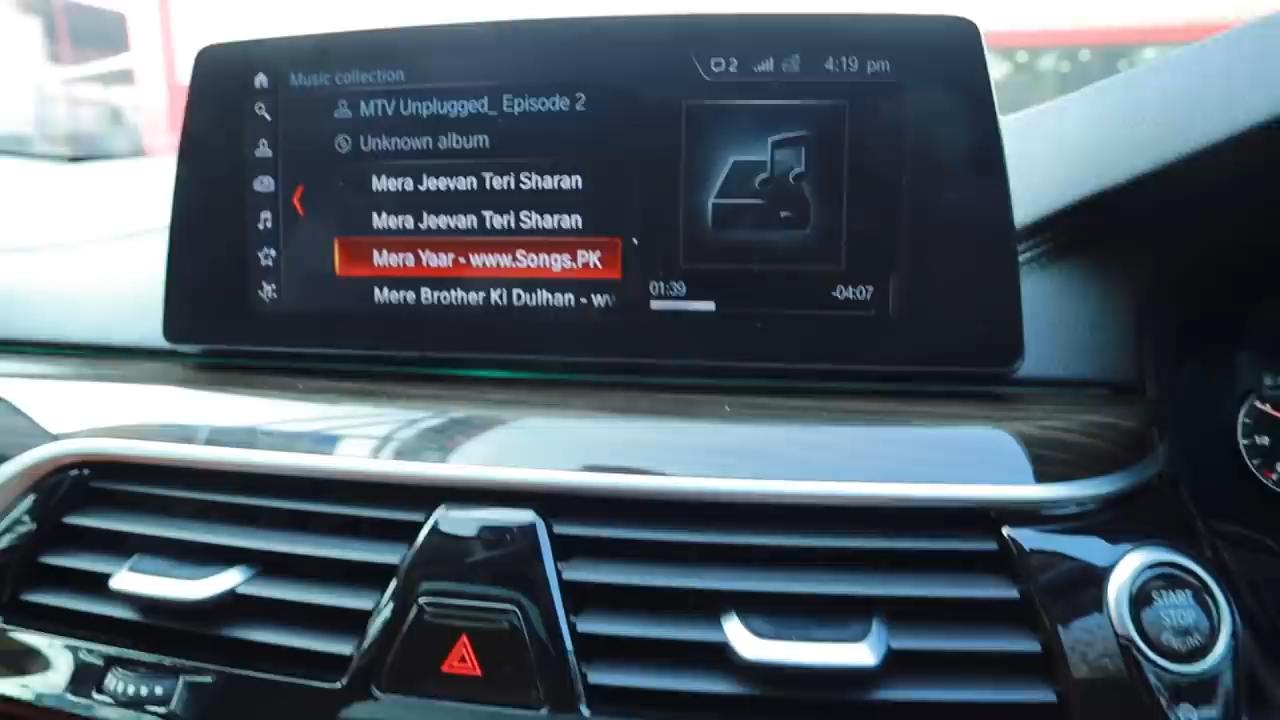 Music collection
2
4:19 pm
MTV Unplugged_ Episode 2
Unknown album
Mera Jeevan Teri Sharan
Mera Jeevan Teri Sharan
Mera Yaar - www.Songs.PK
Mere Brother Ki Dulhan - w
01:39
-04:07
START
STOP